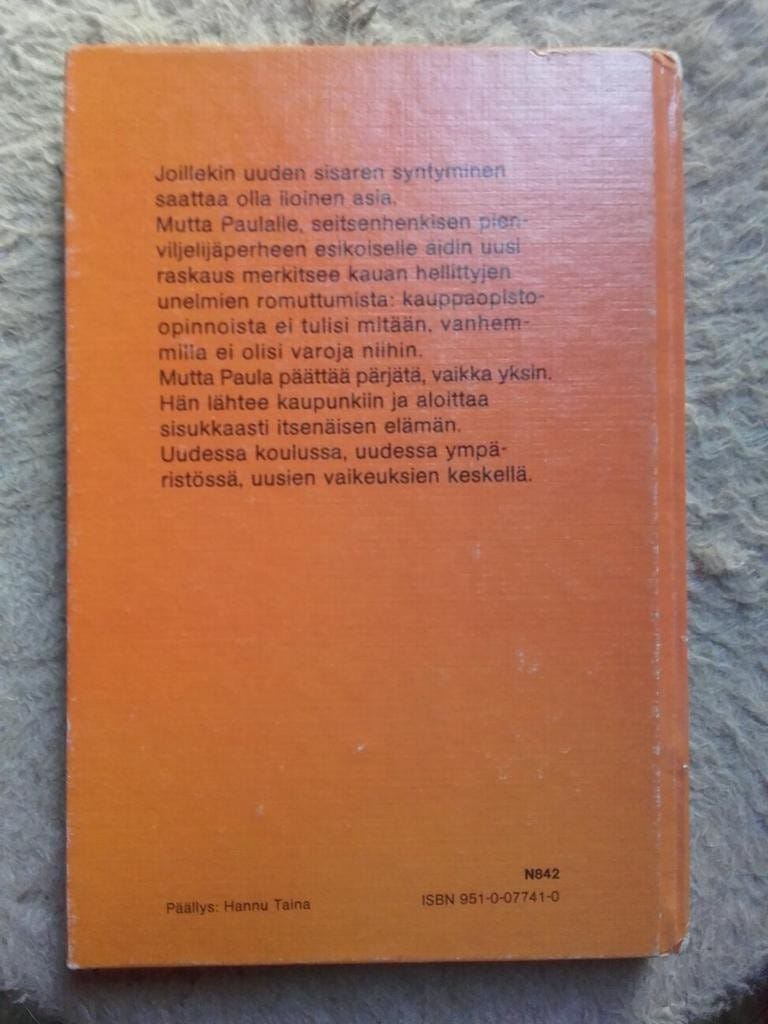 Joillekin uuden sisaren syntyminen
saattaa olla iloinen asia.
Mutta Paulalle, seitsenhenkisen pien-
viljelijäperheen esikoiselle äidin uusi
raskaus merkitsee kauan hellittyjen
unelmien romuttumista: kauppaopisto-
opinnoista ei tulisi mitään, vanhem-
milla ei olisi varoja niihin.
Mutta Paula päättää pärjätä, vaikka yksin.
Hän lähtee kaupunkiin ja aloittaa
sisukkaasti itsenäisen elämän.
Uudessa koulussa, uudessa ympä-
ristössä, uusien vaikeuksien keskellä.
N842
Päällys: Hannu Taina
ISBN 951-0-07741-0